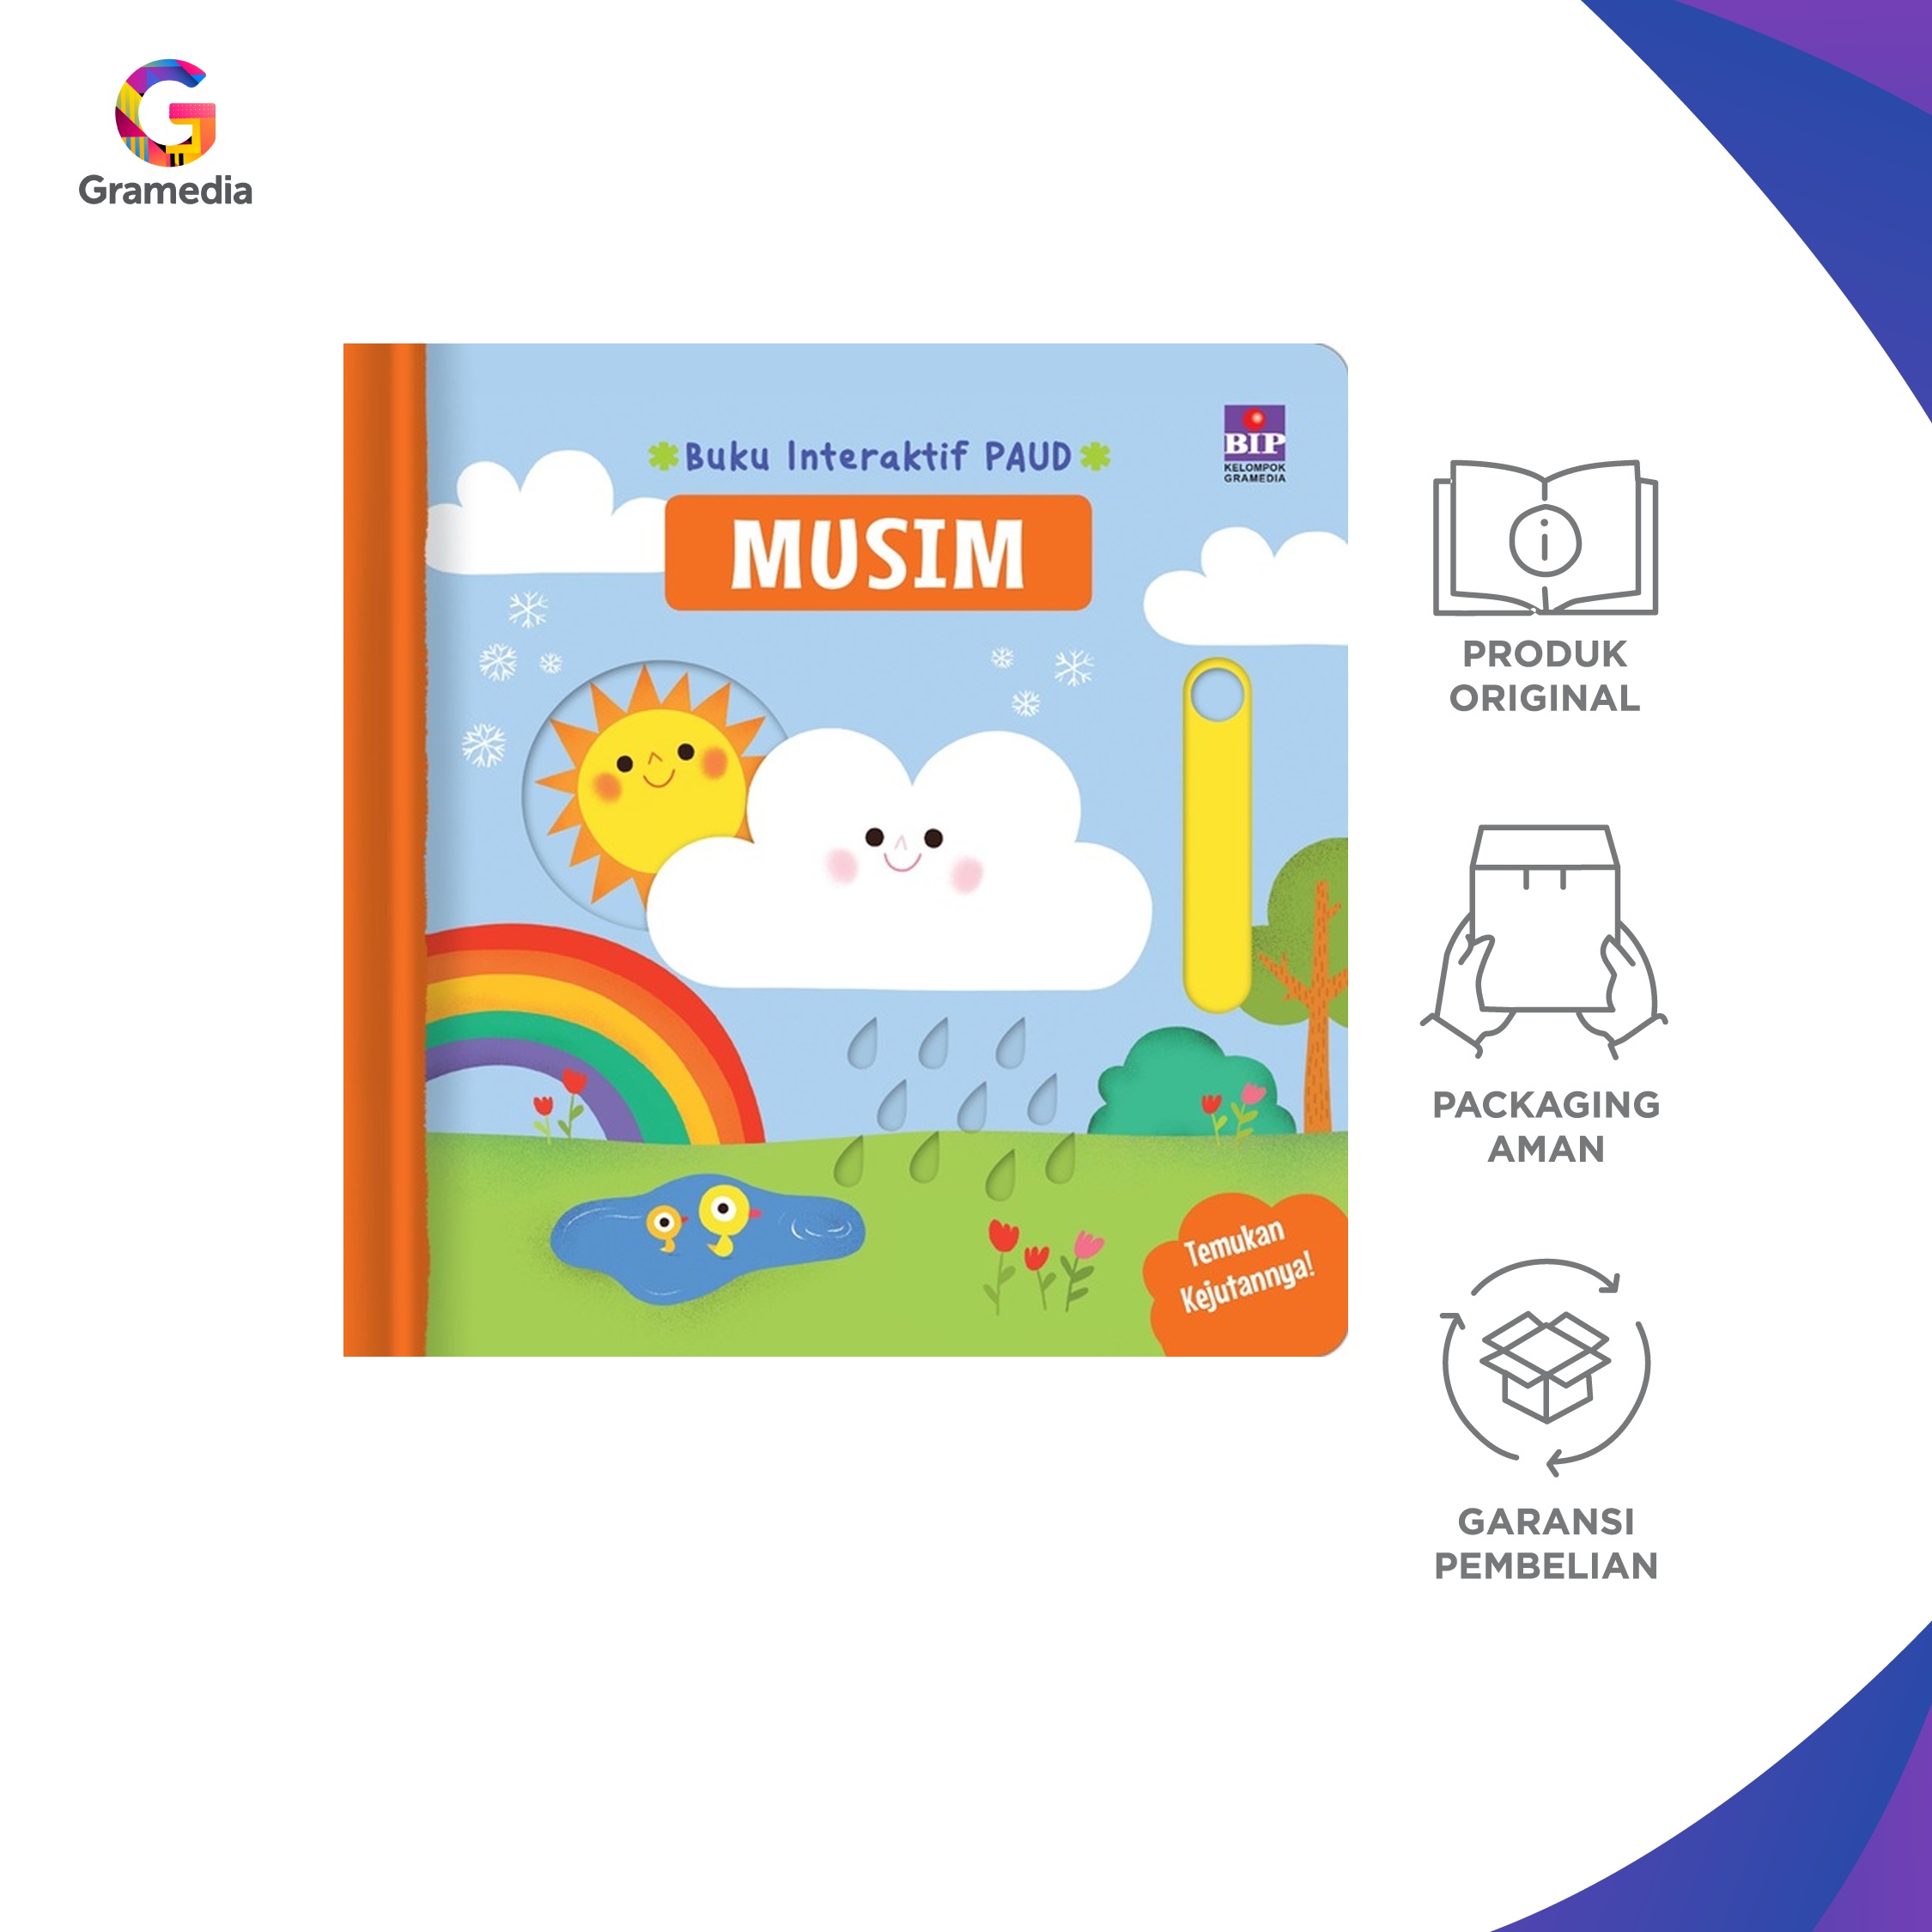 Gramedia
Buku Interaktif PAUD
BIP
KELOMPOK
GRAMEDIA
MUSIM
Temukan
Kejutannya!
PRODUK
ORIGINAL
PACKAGING
AMAN
GARANSI
PEMBELIAN